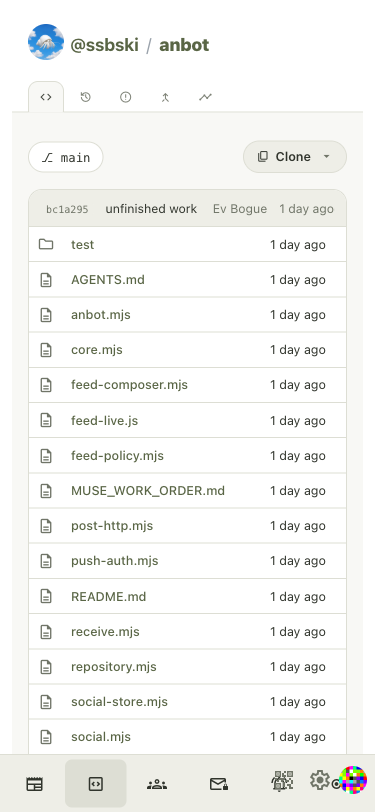 @ssbski / anbot
main
Clone
bc1a295 unfinished work Ev Bogue 1 day ago
test 1 day ago
AGENTS.md 1 day ago
anbot.mjs 1 day ago
core.mjs 1 day ago
feed-composer.mjs 1 day ago
feed-live.js 1 day ago
feed-policy.mjs 1 day ago
MUSE_WORK_ORDER.md 1 day ago
post-http.mjs 1 day ago
push-auth.mjs 1 day ago
README.md 1 day ago
receive.mjs 1 day ago
repository.mjs 1 day ago
social-store.mjs 1 day ago
social.mjs 1 day ago